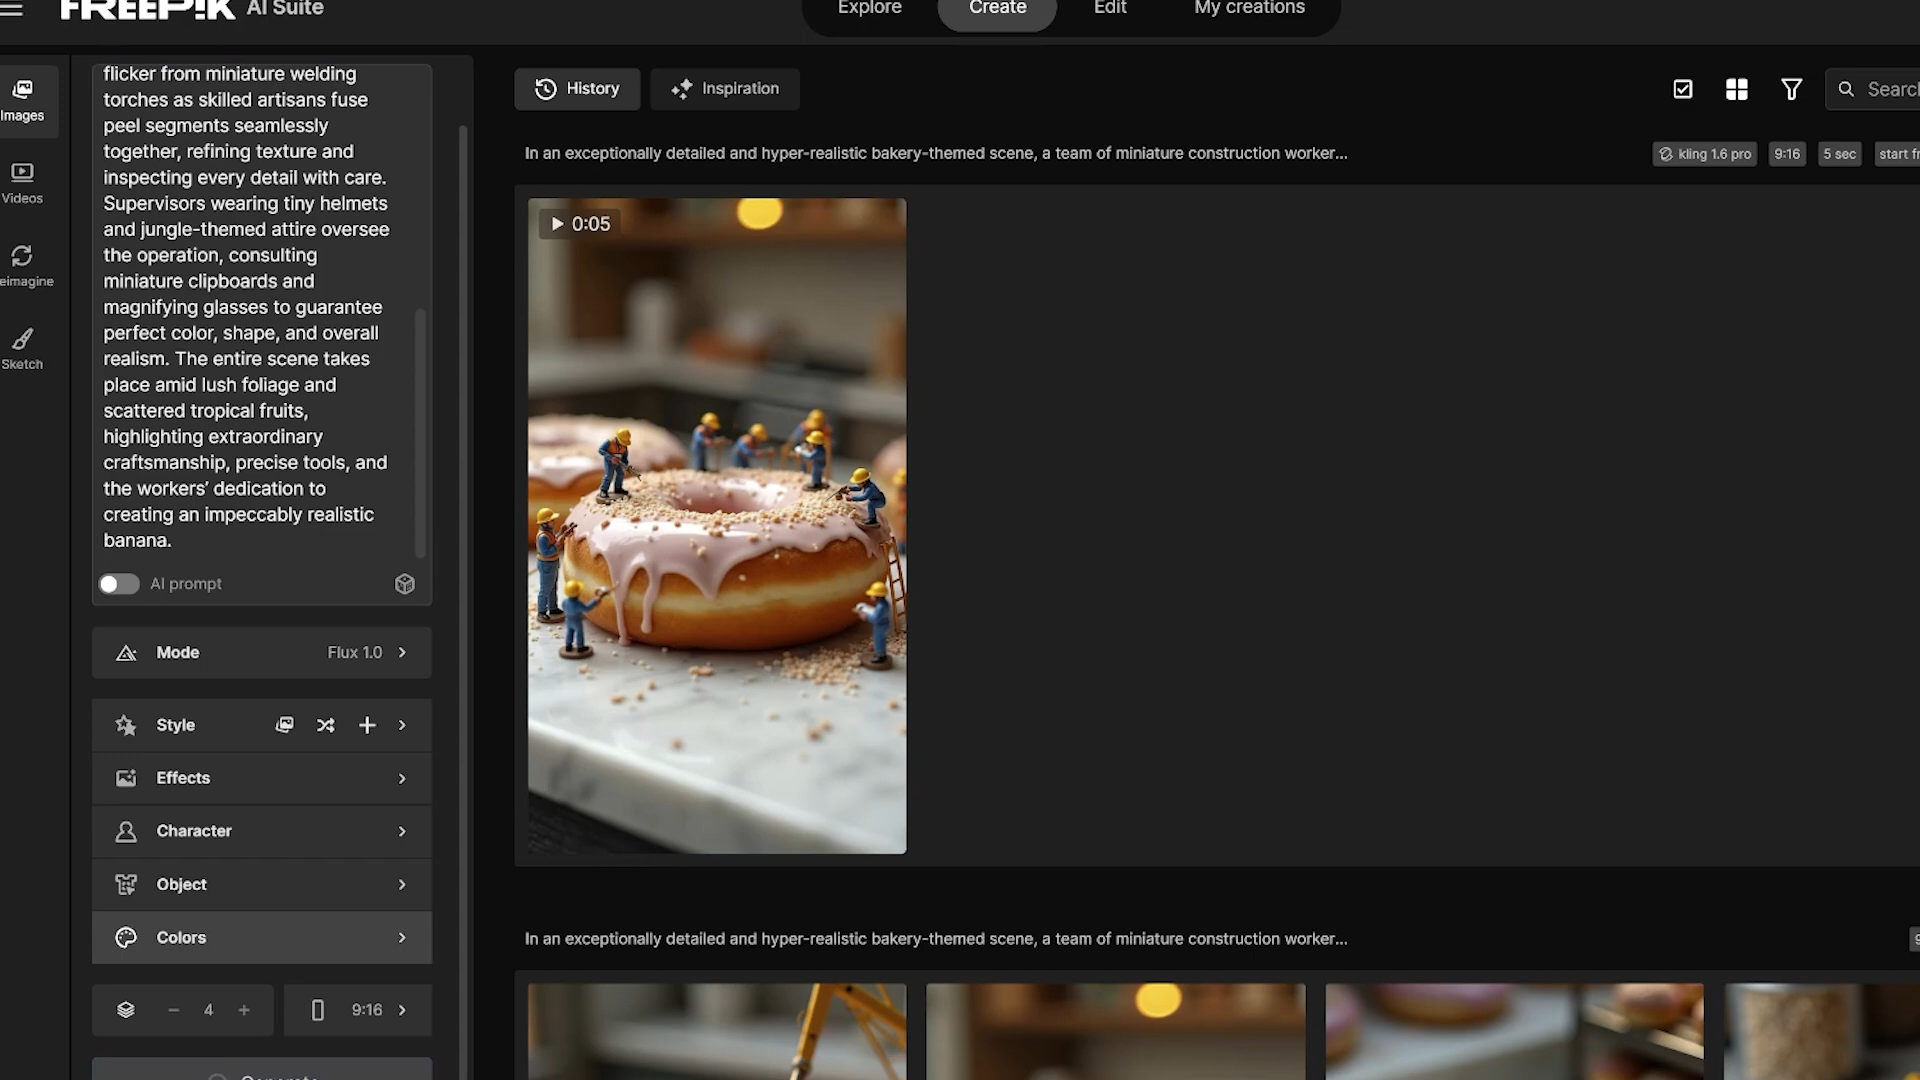 FREEP!K AI Suite
Explore Create Edit My creations
Images
Videos
Sketch
flicker from miniature welding
torches as skilled artisans fuse
peel segments seamlessly
together, refining texture and
inspecting every detail with care.
Supervisors wearing tiny helmets
and jungle-themed attire oversee
the operation, consulting
miniature clipboards and
magnifying glasses to guarantee
perfect color, shape, and overall
realism. The entire scene takes
place amid lush foliage and
scattered tropical fruits,
highlighting extraordinary
craftsmanship, precise tools, and
the workers’ dedication to
creating an impeccably realistic
banana.
AI prompt
Mode Flux 1.0
Style
Effects
Character
Object
Colors
4 9:16
History Inspiration
In an exceptionally detailed and hyper-realistic bakery-themed scene, a team of miniature construction worker...
kling 1.6 pro 9:16 5 sec start
0:05
In an exceptionally detailed and hyper-realistic bakery-themed scene, a team of miniature construction worker...